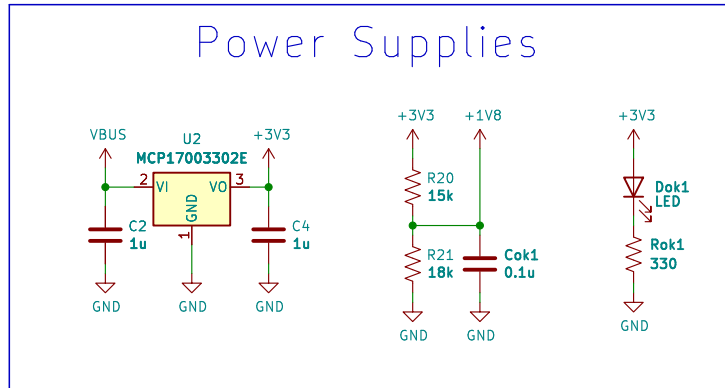 Power Supplies
VBUS
U2
MCP17003302E
+3V3
2
VI
VO
3
GND
1
C2
1u
C4
1u
GND
GND
GND
+3V3
+1V8
R20
15k
R21
18k
Cok1
0.1u
GND
GND
+3V3
Dok1
LED
Rok1
330
GND